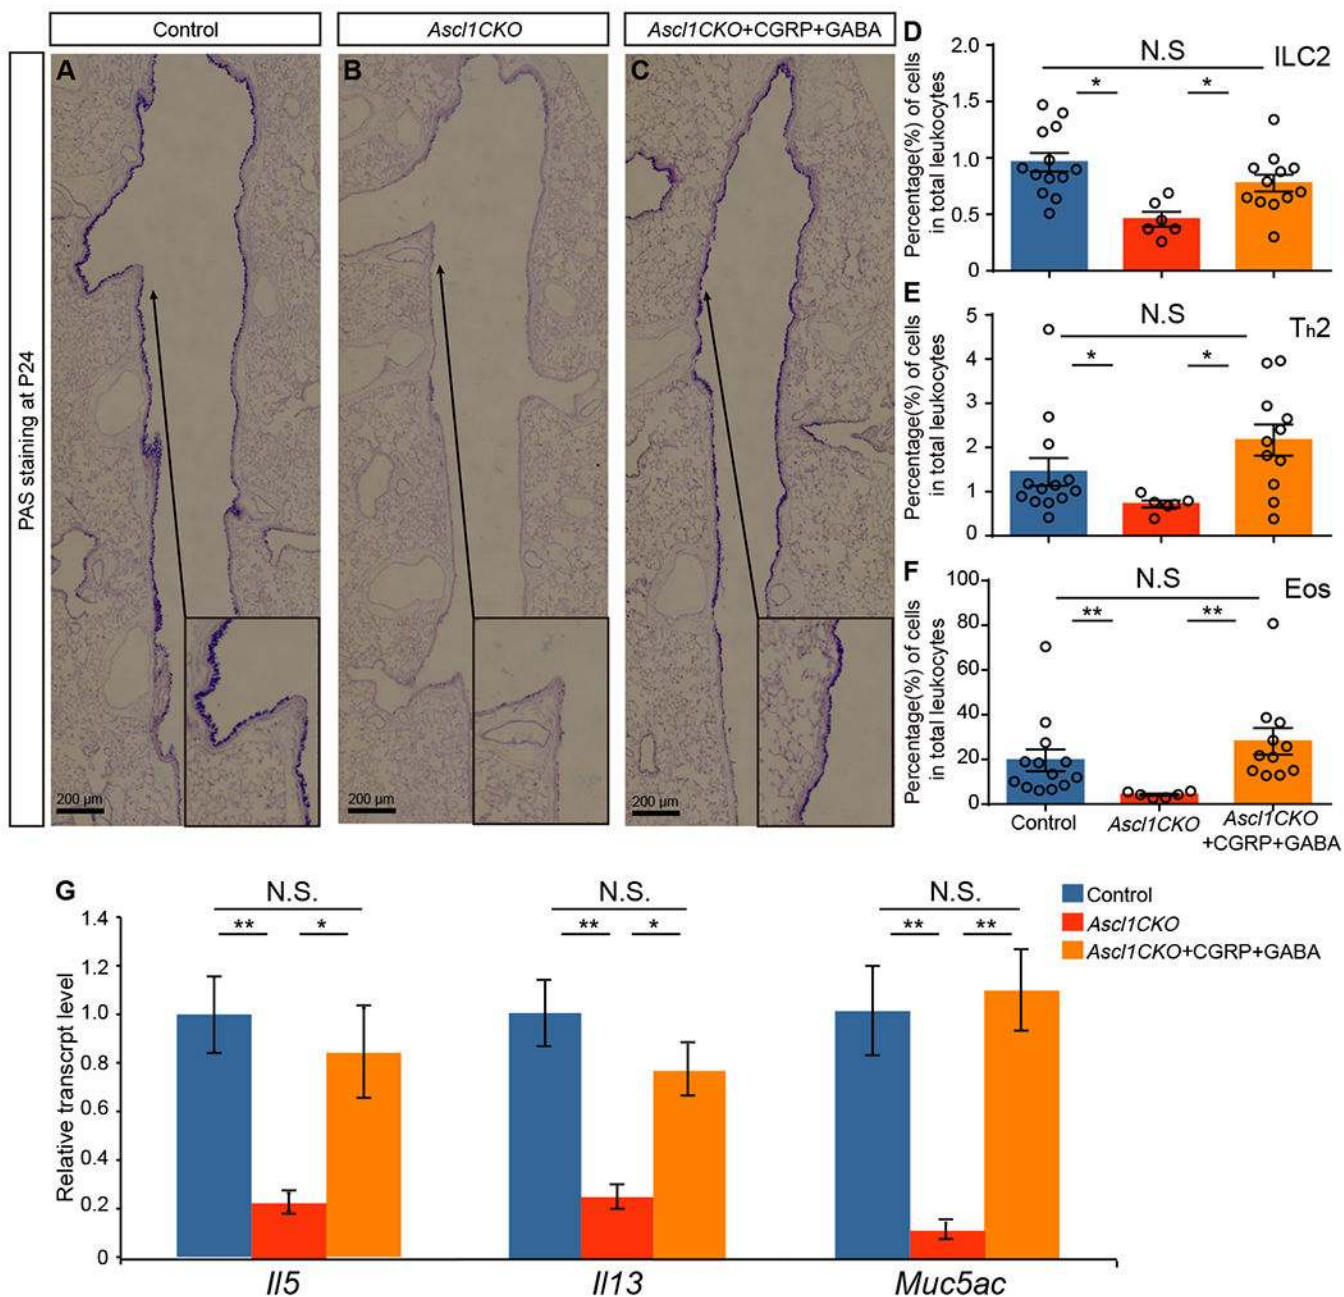 Control
Ascl1CKO
Ascl1CKO+CGRP+GABA
PAS staining at P24
A
B
C
200 µm
200 µm
200 µm
D
Percentage(%) of cells
in total leukocytes
2.0
1.5
1.0
0.5
0
N.S
* *
ILC2
E
Percentage(%) of cells
in total leukocytes
5
4
3
2
1
0
N.S
* *
Th2
F
Percentage(%) of cells
in total leukocytes
100
80
60
40
20
0
N.S
** **
Eos
Control
Ascl1CKO
Ascl1CKO
+CGRP+GABA
G
Relative transcrpt level
1.4
1.2
1.0
0.8
0.6
0.4
0.2
0
N.S. N.S. N.S.
** * ** * ** **
Il5 Il13 Muc5ac
Control
Ascl1CKO
Ascl1CKO+CGRP+GABA